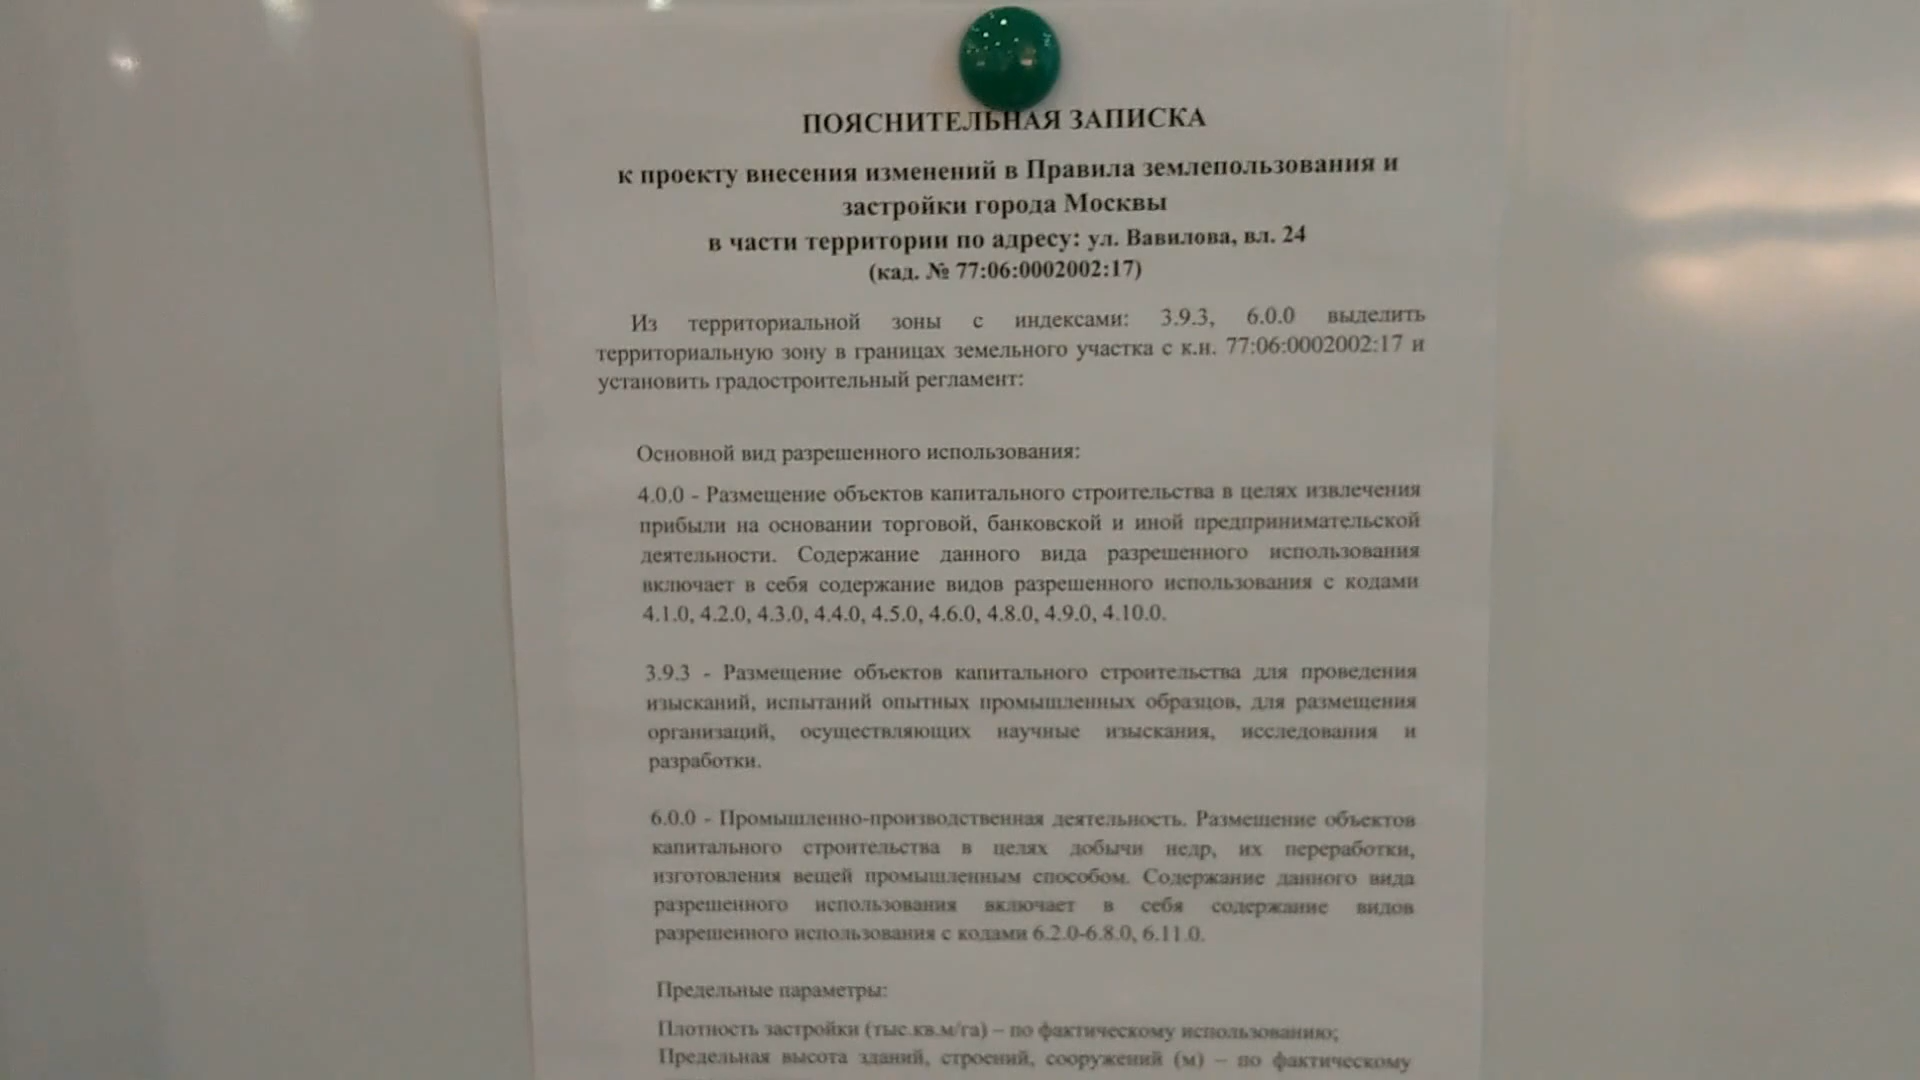 ПОЯСНИТЕЛЬНАЯ ЗАПИСКА
к проекту внесения изменений в Правила землепользования и
застройки города Москвы
в части территории по адресу: ул. Вавилова, вл. 24
(кад. № 77:06:0002002:17)
Из территориальной зоны с индексами: 3.9.3, 6.0.0 выделить
территориальную зону в границах земельного участка с к.н. 77:06:0002002:17 и
установить градостроительный регламент:
Основной вид разрешенного использования:
4.0.0 - Размещение объектов капитального строительства в целях извлечения
прибыли на основании торговой, банковской и иной предпринимательской
деятельности. Содержание данного вида разрешенного использования
включает в себя содержание видов разрешенного использования с кодами
4.1.0, 4.2.0, 4.3.0, 4.4.0, 4.5.0, 4.6.0, 4.8.0, 4.9.0, 4.10.0.
3.9.3 - Размещение объектов капитального строительства для проведения
изысканий, испытаний опытных промышленных образцов, для размещения
организаций, осуществляющих научные изыскания, исследования и
разработки.
6.0.0 - Промышленно-производственная деятельность. Размещение объектов
капитального строительства в целях добычи недр, их переработки,
изготовления вещей промышленным способом. Содержание данного вида
разрешенного использования включает в себя содержание видов
разрешенного использования с кодами 6.2.0-6.8.0, 6.11.0.
Предельные параметры:
Плотность застройки (тыс.кв.м/га) – по фактическому использованию;
Предельная высота зданий, строений, сооружений (м) – по фактическому